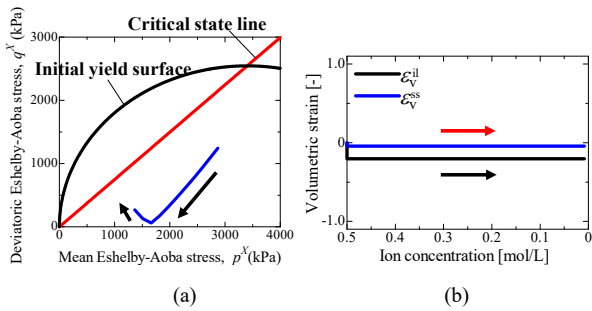 Critical state line
Initial yield surface
Deviatoric Eshelby-Aoba stress, q^X (kPa)
3000
2000
1000
0
0 1000 2000 3000 4000
Mean Eshelby-Aoba stress, p^X(kPa)
(a)
ε_v^il
ε_v^ss
Volumetric strain [-]
-1.0
0
1.0
0.5 0.4 0.3 0.2 0.1 0
Ion concentration [mol/L]
(b)